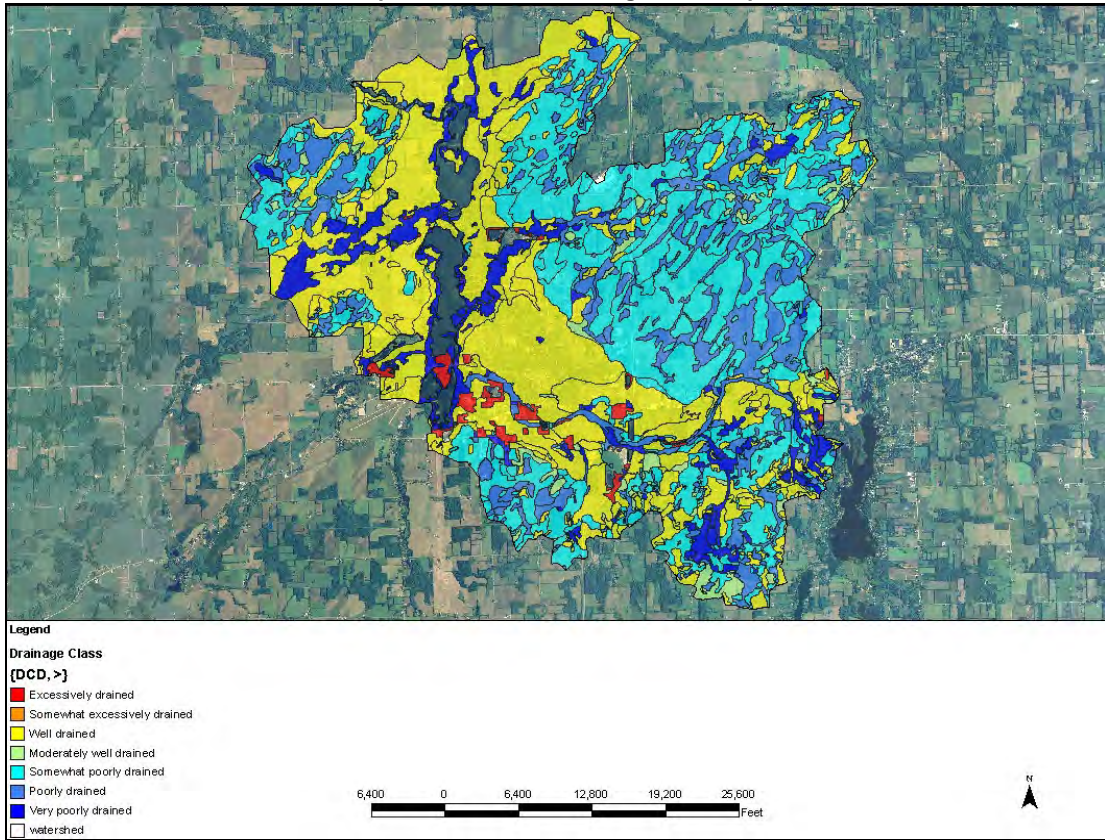 Legend
Drainage Class
{DCD, >}
Excessively drained
Somewhat excessively drained
Well drained
Moderately well drained
Somewhat poorly drained
Poorly drained
Very poorly drained
watershed
6,400 0 6,400 12,800 19,200 25,600
Feet
N